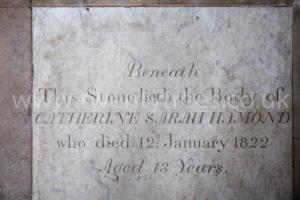 Beneath
This Stone lieth the Body of
CATHERINE SARAH HAMOND
who died 12. January 1822
Aged 13 Years.